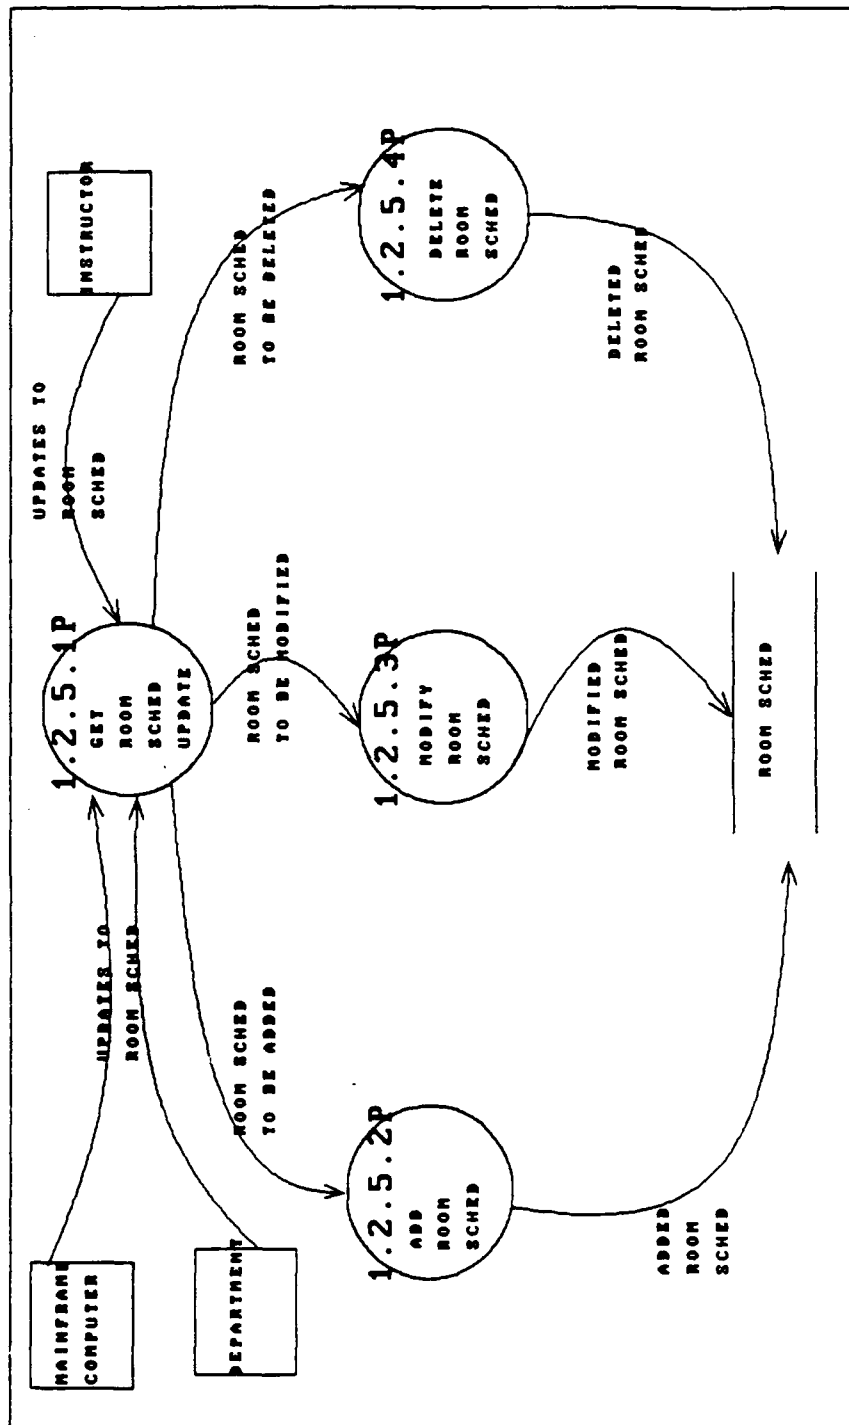 MAINFRAME
COMPUTER
DEPARTMENT
UPDATES TO
ROOM SCHED
1.2.5.1P
GET
ROOM
SCHED
UPDATE
UPDATES TO
ROOM
SCHED
INSTRUCTOR
ROOM SCHED
TO BE ADDED
ROOM SCHED
TO BE MODIFIED
ROOM SCHED
TO BE DELETED
1.2.5.2P
ADD
ROOM
SCHED
1.2.5.3P
MODIFY
ROOM
SCHED
1.2.5.4P
DELETE
ROOM
SCHED
ADDED
ROOM
SCHED
MODIFIED
ROOM SCHED
DELETED
ROOM SCHED
ROOM SCHED